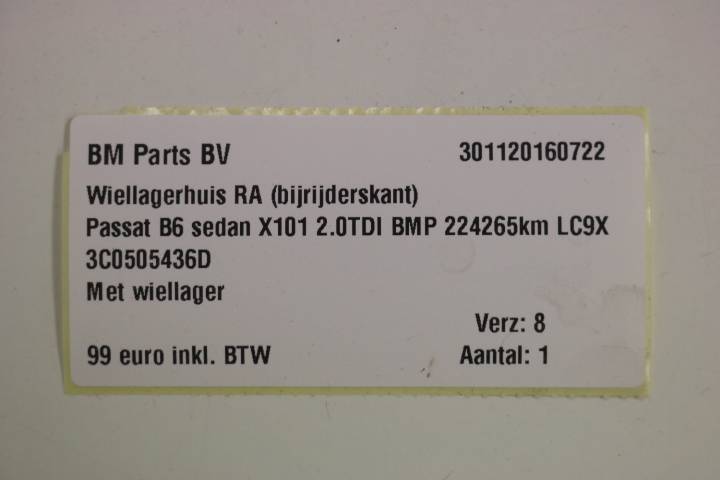 BM Parts BV 301120160722
Wiellagerhuis RA (bijrijderskant)
Passat B6 sedan X101 2.0TDI BMP 224265km LC9X
3C0505436D
Met wiellager
Verz: 8
99 euro inkl. BTW Aantal: 1